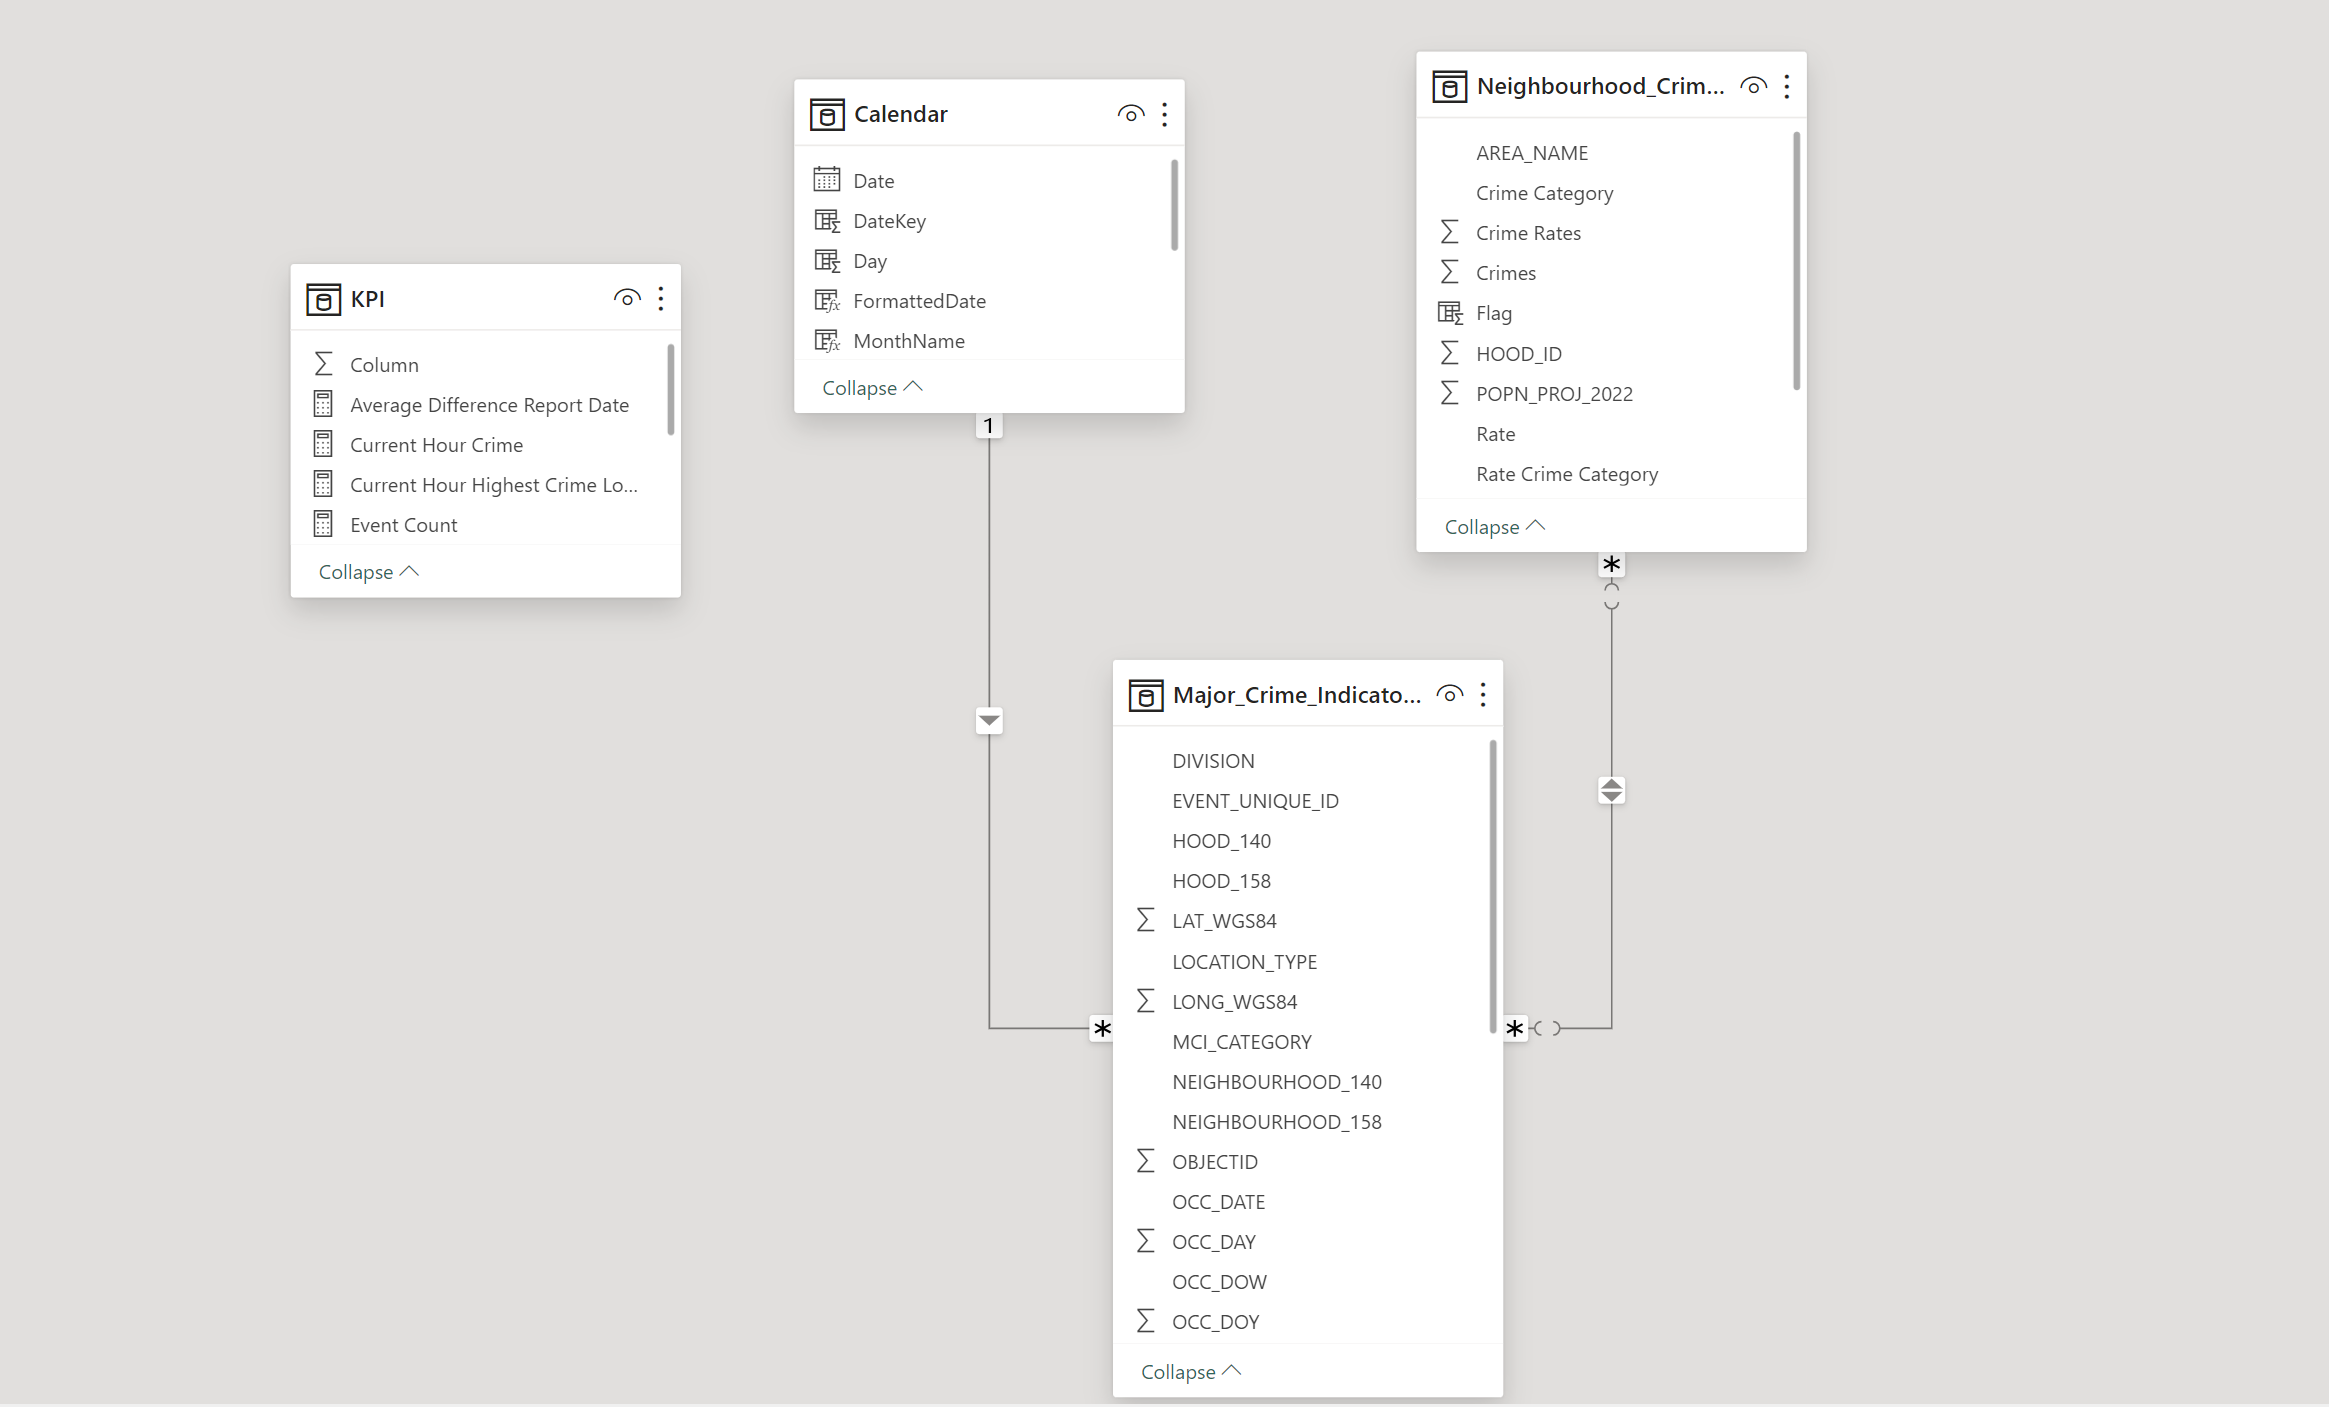 KPI
Column
Average Difference Report Date
Current Hour Crime
Current Hour Highest Crime Lo...
Event Count
Collapse
Calendar
Date
DateKey
Day
FormattedDate
MonthName
Collapse
1
*
Neighbourhood_Crim...
AREA_NAME
Crime Category
Crime Rates
Crimes
Flag
HOOD_ID
POPN_PROJ_2022
Rate
Rate Crime Category
Collapse
*
*
Major_Crime_Indicato...
DIVISION
EVENT_UNIQUE_ID
HOOD_140
HOOD_158
LAT_WGS84
LOCATION_TYPE
LONG_WGS84
MCI_CATEGORY
NEIGHBOURHOOD_140
NEIGHBOURHOOD_158
OBJECTID
OCC_DATE
OCC_DAY
OCC_DOW
OCC_DOY
Collapse